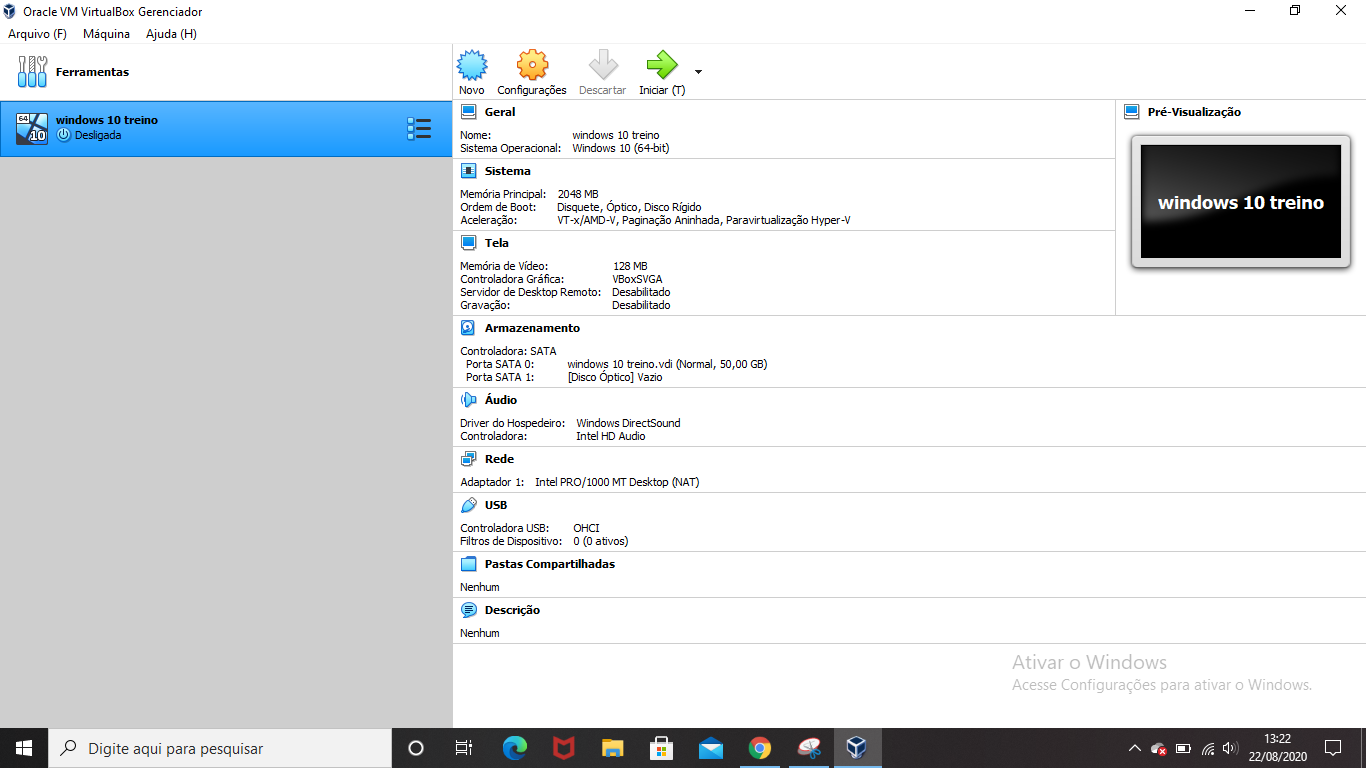 Oracle VM VirtualBox Gerenciador
Arquivo (F) Máquina Ajuda (H)
Ferramentas
64
10
windows 10 treino
Desligada
Novo Configurações Descartar Iniciar (T)
Geral
Nome: windows 10 treino
Sistema Operacional: Windows 10 (64-bit)
Sistema
Memória Principal: 2048 MB
Ordem de Boot: Disquete, Óptico, Disco Rígido
Aceleração: VT-x/AMD-V, Paginação Aninhada, Paravirtualização Hyper-V
Tela
Memória de Vídeo: 128 MB
Controladora Gráfica: VBoxSVGA
Servidor de Desktop Remoto: Desabilitado
Gravação: Desabilitado
Pré-Visualização
windows 10 treino
Armazenamento
Controladora: SATA
Porta SATA 0: windows 10 treino.vdi (Normal, 50,00 GB)
Porta SATA 1: [Disco Óptico] Vazio
Áudio
Driver do Hospedeiro: Windows DirectSound
Controladora: Intel HD Audio
Rede
Adaptador 1: Intel PRO/1000 MT Desktop (NAT)
USB
Controladora USB: OHCI
Filtros de Dispositivo: 0 (0 ativos)
Pastas Compartilhadas
Nenhum
Descrição
Nenhum
Ativar o Windows
Acesse Configurações para ativar o Windows.
Digite aqui para pesquisar
13:22
22/08/2020